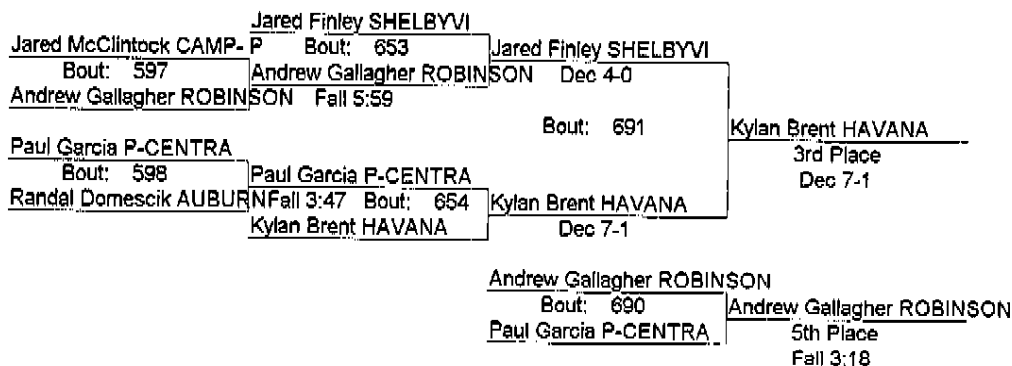 Jared Finley SHELBYVI
Jared McClintock CAMP-P
Bout: 653
Jared Finley SHELBYVI
Bout: 597
Andrew Gallagher ROBINSON
Dec 4-0
Andrew Gallagher ROBINSON
Fall 5:59
Bout: 691
Kylan Brent HAVANA
Paul Garcia P-CENTRA
3rd Place
Bout: 598
Paul Garcia P-CENTRA
Dec 7-1
Randal Domescik AUBURN
Fall 3:47
Bout: 654
Kylan Brent HAVANA
Kylan Brent HAVANA
Dec 7-1
Andrew Gallagher ROBINSON
Bout: 690
Andrew Gallagher ROBINSON
Paul Garcia P-CENTRA
5th Place
Fall 3:18